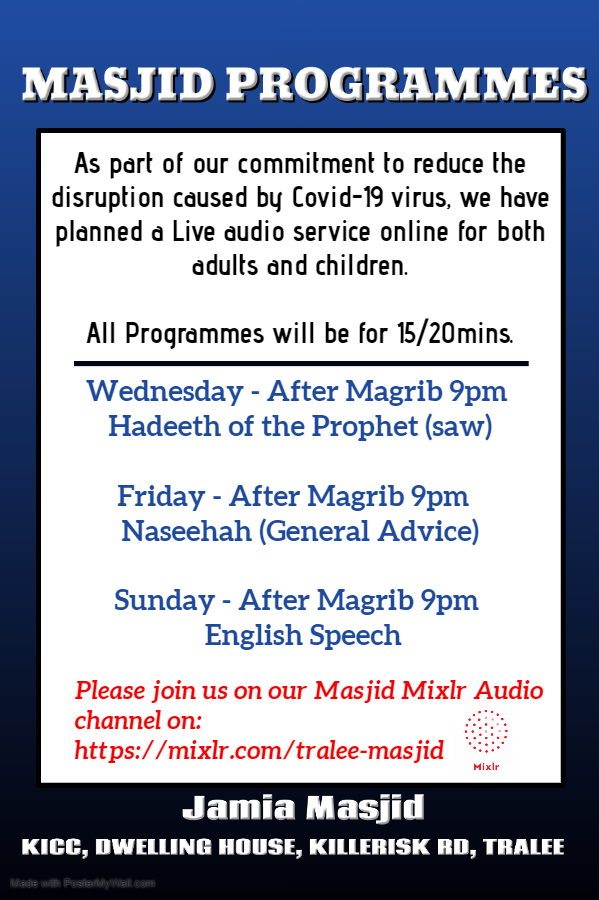 MASJID PROGRAMMES
As part of our commitment to reduce the
disruption caused by Covid-19 virus, we have
planned a Live audio service online for both
adults and children.
All Programmes will be for 15/20mins.
Wednesday - After Magrib 9pm
Hadeeth of the Prophet (saw)
Friday - After Magrib 9pm
Naseehah (General Advice)
Sunday - After Magrib 9pm
English Speech
Please join us on our Masjid Mixlr Audio
channel on:
https://mixlr.com/tralee-masjid
Mixlr
Jamia Masjid
KICC, DWELLING HOUSE, KILLERISK RD, TRALEE
Made with PosterMyWall.com